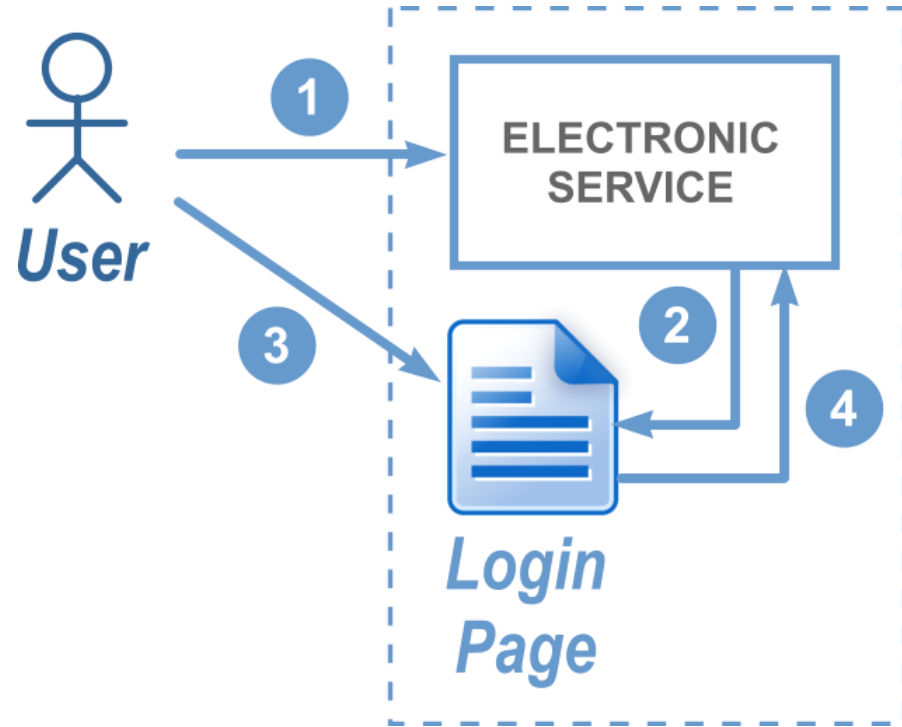 1
ELECTRONIC
SERVICE
User
2
3
4
Login
Page